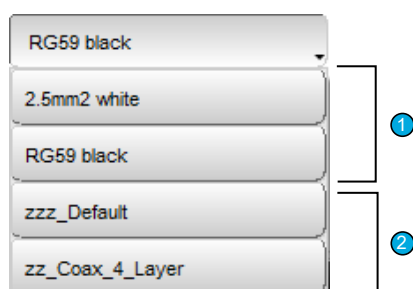 RG59 black
2.5mm2 white
1
RG59 black
zzz_Default
2
zz_Coax_4_Layer